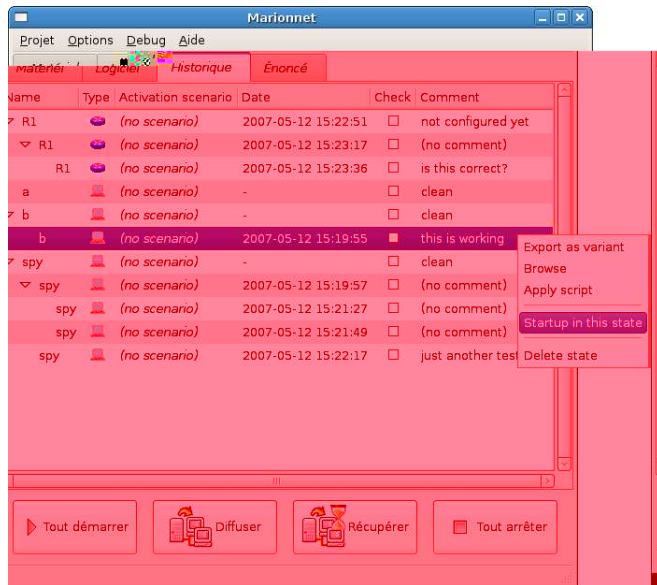 Marionnet
Projet Options Debug Aide
Matériel Logiciel Historique Énoncé
Name Type Activation scenario Date Check Comment
R1 (no scenario) 2007-05-12 15:22:51 not configured yet
R1 (no scenario) 2007-05-12 15:23:17 (no comment)
R1 (no scenario) 2007-05-12 15:23:36 is this correct?
a (no scenario) - clean
b (no scenario) - clean
b (no scenario) 2007-05-12 15:19:55 this is working
spy (no scenario) - clean
spy (no scenario) 2007-05-12 15:19:57 (no comment)
spy (no scenario) 2007-05-12 15:21:27 (no comment)
spy (no scenario) 2007-05-12 15:21:49 (no comment)
spy (no scenario) 2007-05-12 15:22:17 just another test
Export as variant
Browse
Apply script
Startup in this state
Delete state
Tout démarrer Diffuser Récupérer Tout arrêter